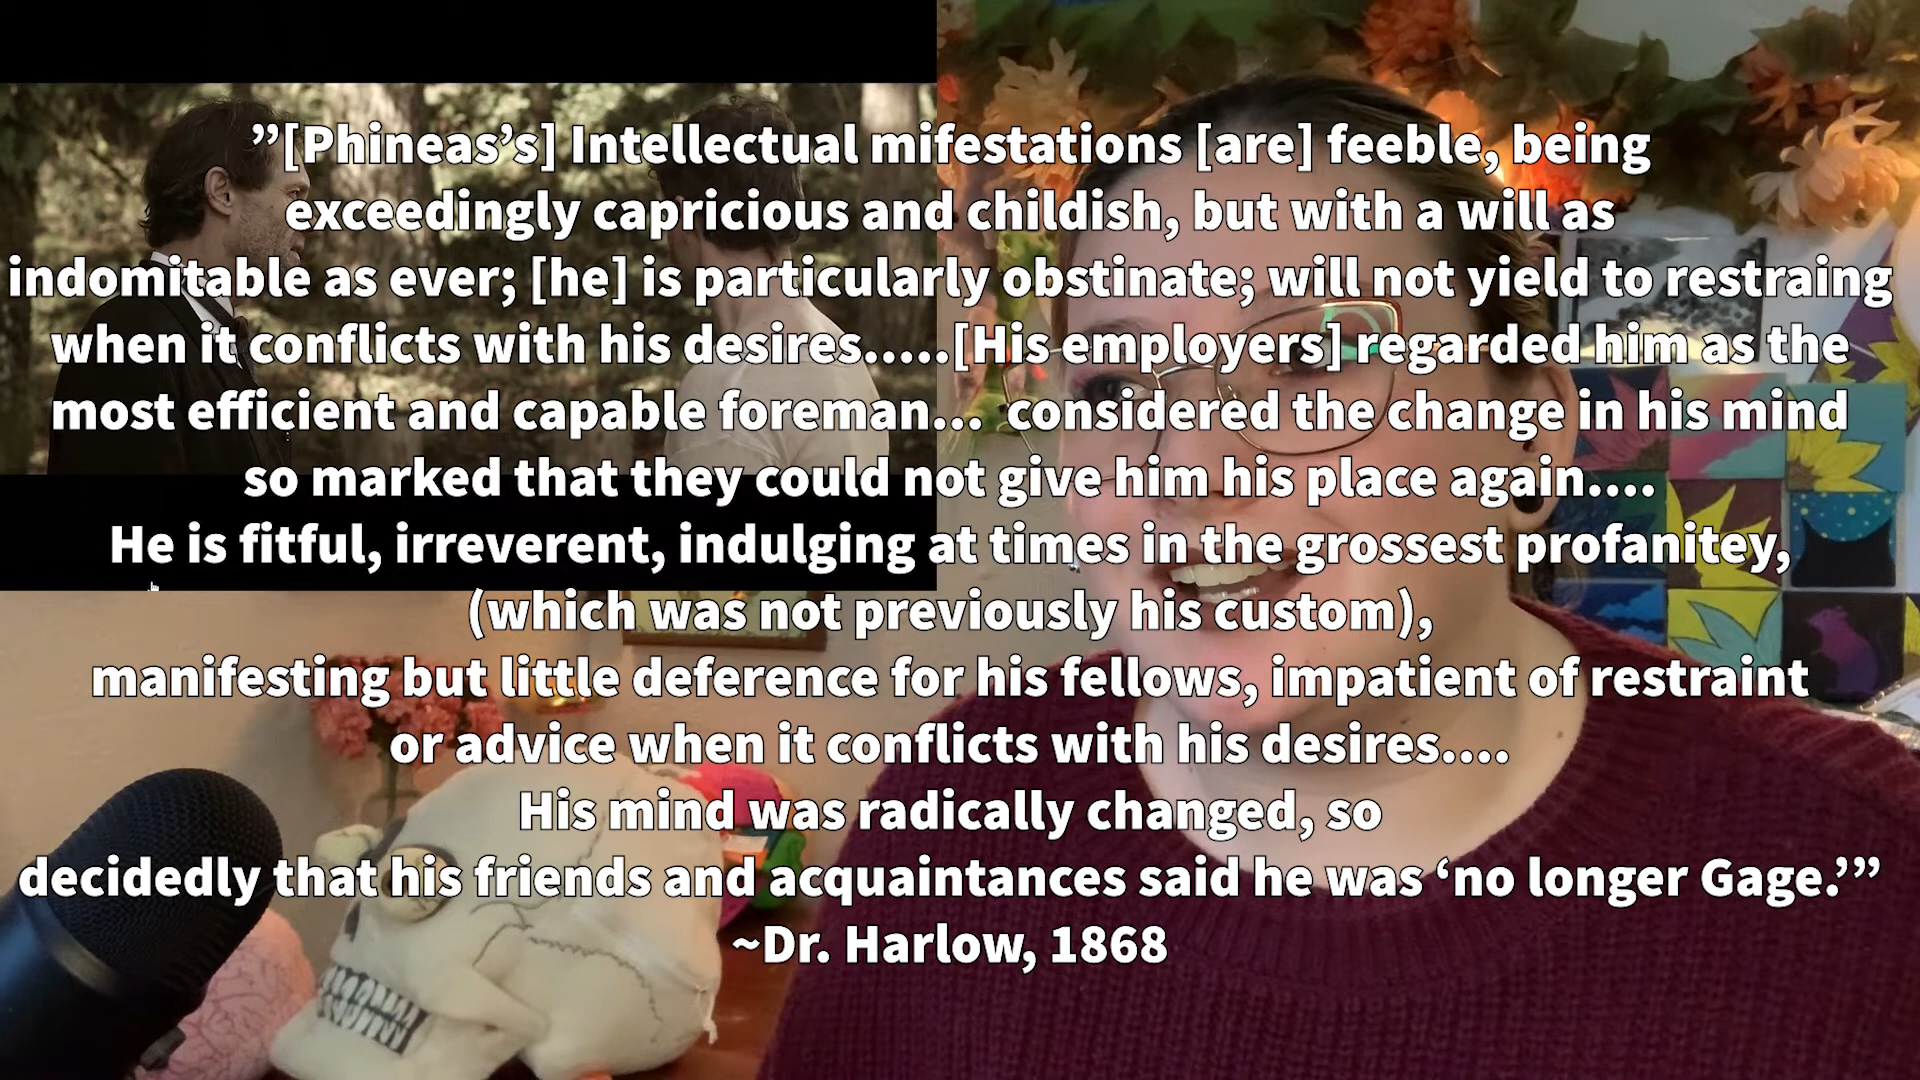 ”[Phineas’s] Intellectual mifestations [are] feeble, being
exceedingly capricious and childish, but with a will as
indomitable as ever; [he] is particularly obstinate; will not yield to restraing
when it conflicts with his desires.....[His employers] regarded him as the
most efficient and capable foreman... considered the change in his mind
so marked that they could not give him his place again....
He is fitful, irreverent, indulging at times in the grossest profanitey,
(which was not previously his custom),
manifesting but little deference for his fellows, impatient of restraint
or advice when it conflicts with his desires....
His mind was radically changed, so
decidedly that his friends and acquaintances said he was ‘no longer Gage.’”
~Dr. Harlow, 1868